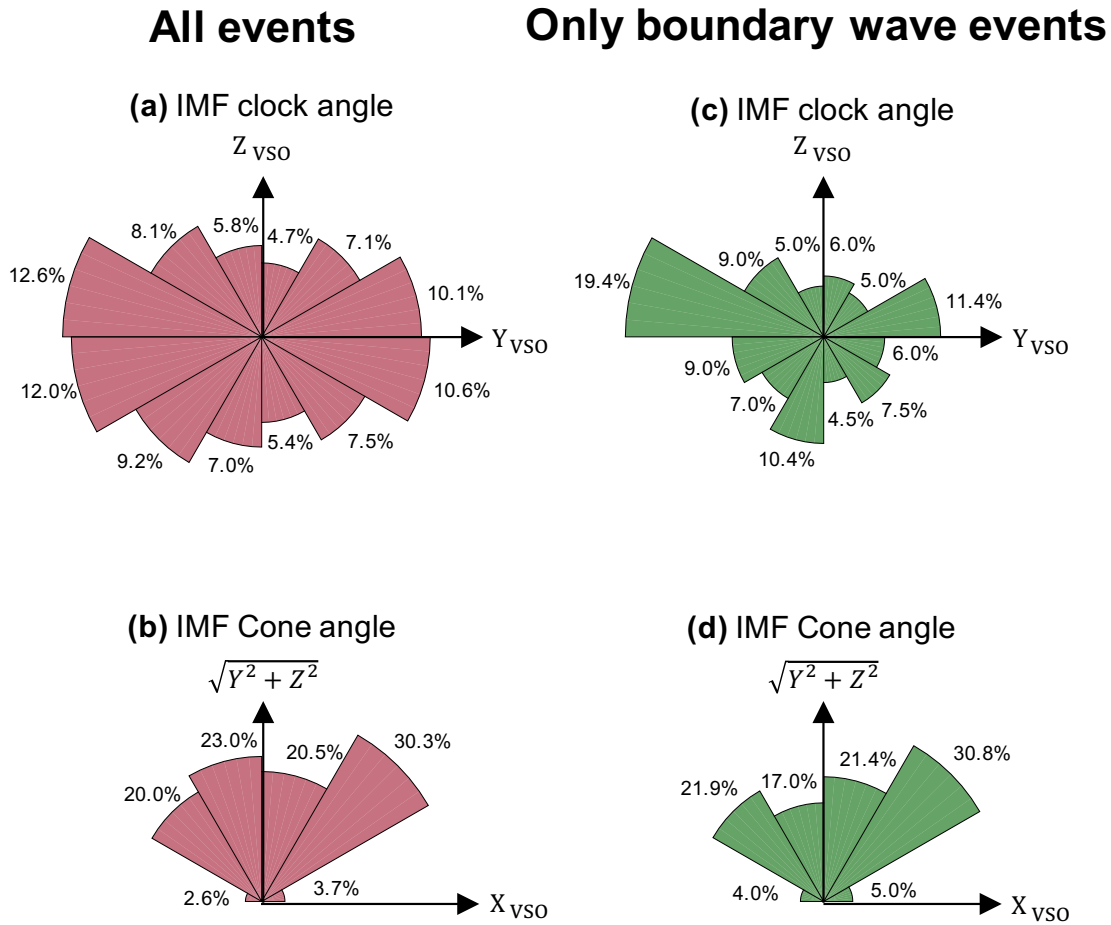 All events
Only boundary wave events
(a) IMF clock angle
(c) IMF clock angle
Z VSO
Z VSO
5.8%
4.7%
8.1%
7.1%
12.6%
10.1%
Y VSO
12.0%
10.6%
9.2%
7.0%
5.4%
7.5%
5.0%
6.0%
9.0%
5.0%
19.4%
11.4%
Y VSO
9.0%
6.0%
7.0%
4.5%
7.5%
10.4%
(b) IMF Cone angle
(d) IMF Cone angle
√Y² + Z²
√Y² + Z²
23.0%
20.5%
30.3%
20.0%
2.6%
3.7%
X VSO
21.9%
17.0%
21.4%
30.8%
4.0%
5.0%
X VSO